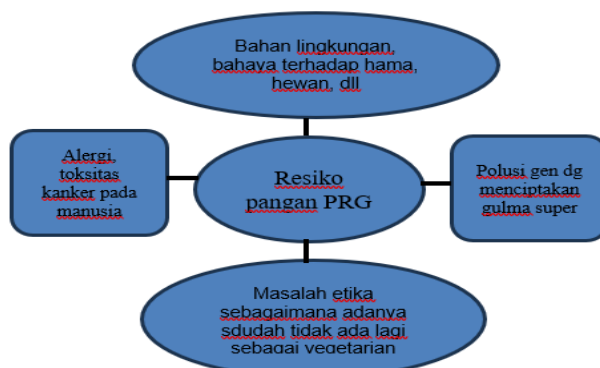 Bahan lingkungan,
bahaya terhadap hama,
hewan, dll
Alergi,
toksitas
kanker pada
manusia
Resiko
pangan PRG
Polusi gen dg
menciptakan
gulma super
Masalah etika
sebagaimana adanya
sdudah tidak ada lagi
sebagai vegetarian